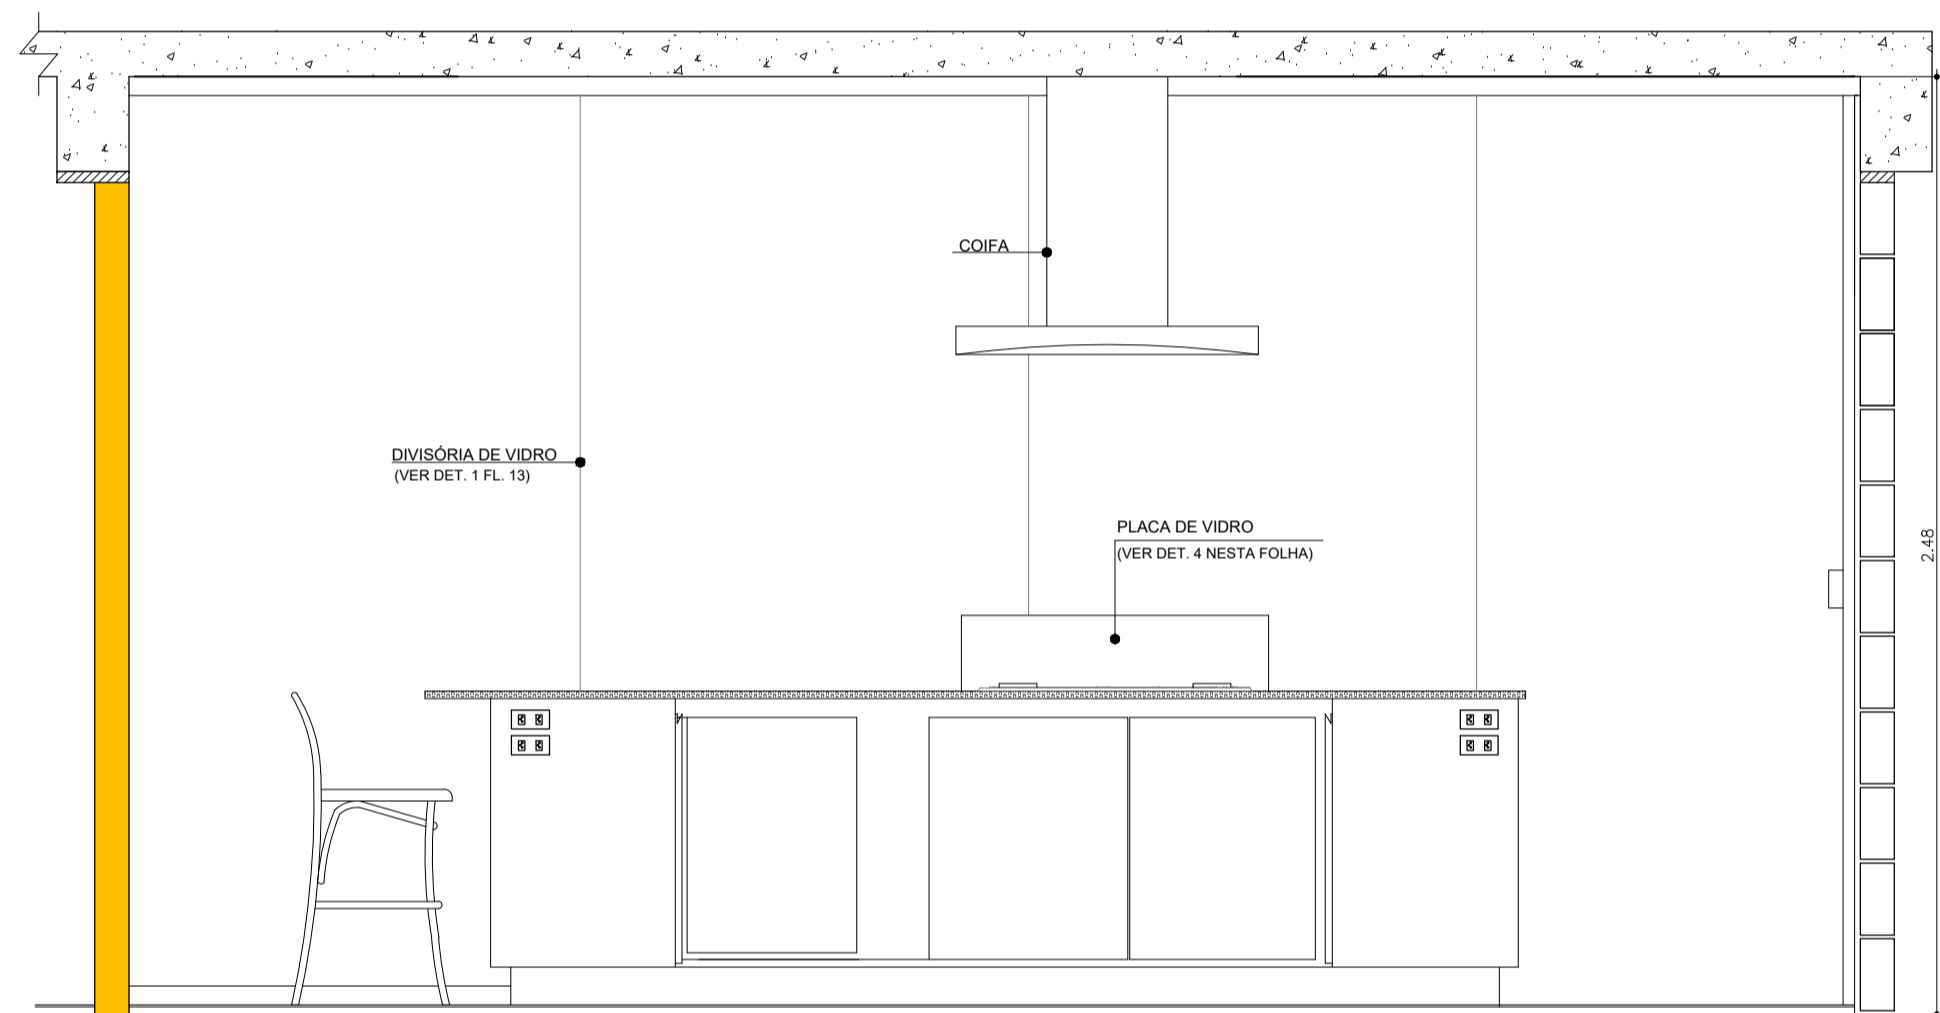 COIFA
DIVISÓRIA DE VIDRO
(VER DET. 1 FL. 13)
PLACA DE VIDRO
(VER DET. 4 NESTA FOLHA)
2.48